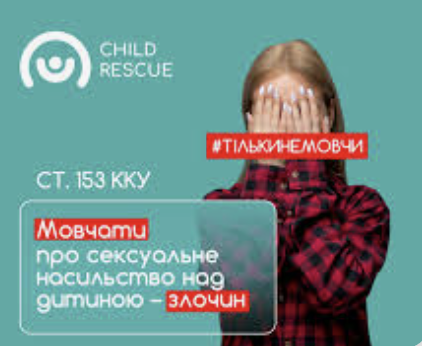 CHILD
RESCUE
#ТІЛЬКИНЕМОВЧИ
СТ. 153 ККУ
Мовчати
про сексуальне
насильство над
дитиною – злочин